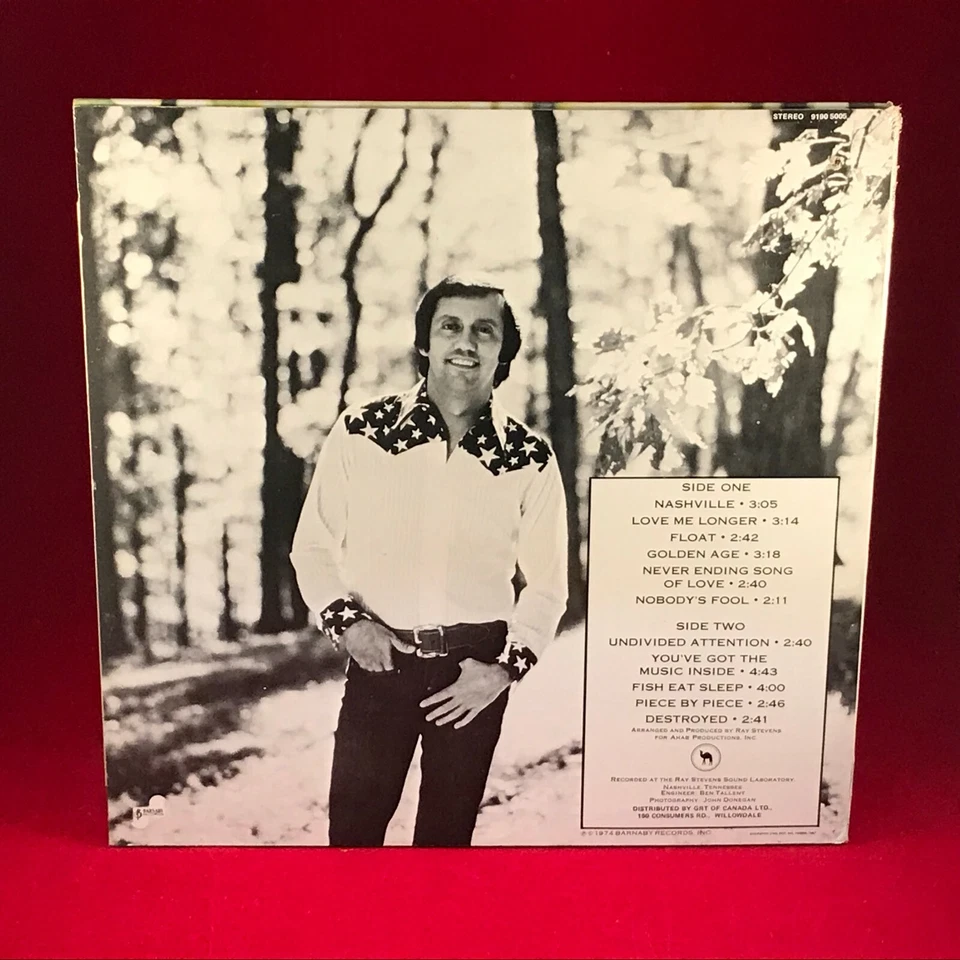 STEREO 9190 5005
SIDE ONE
NASHVILLE • 3:05
LOVE ME LONGER • 3:14
FLOAT • 2:42
GOLDEN AGE • 3:18
NEVER ENDING SONG
OF LOVE • 2:40
NOBODY'S FOOL • 2:11
SIDE TWO
UNDIVIDED ATTENTION • 2:40
YOU'VE GOT THE
MUSIC INSIDE • 4:43
FISH EAT SLEEP • 4:00
PIECE BY PIECE • 2:46
DESTROYED • 2:41
ARRANGED AND PRODUCED BY RAY STEVENS
FOR AHAB PRODUCTIONS, INC
RECORDED AT THE RAY STEVENS SOUND LABORATORY
NASHVILLE, TENNESSEE
ENGINEER: BEN TALLENT
PHOTOGRAPHY: JOHN DONEGAN
DISTRIBUTED BY GRT OF CANADA LTD.,
150 CONSUMERS RD., WILLOWDALE
℗ © 1974 BARNABY RECORDS, INC